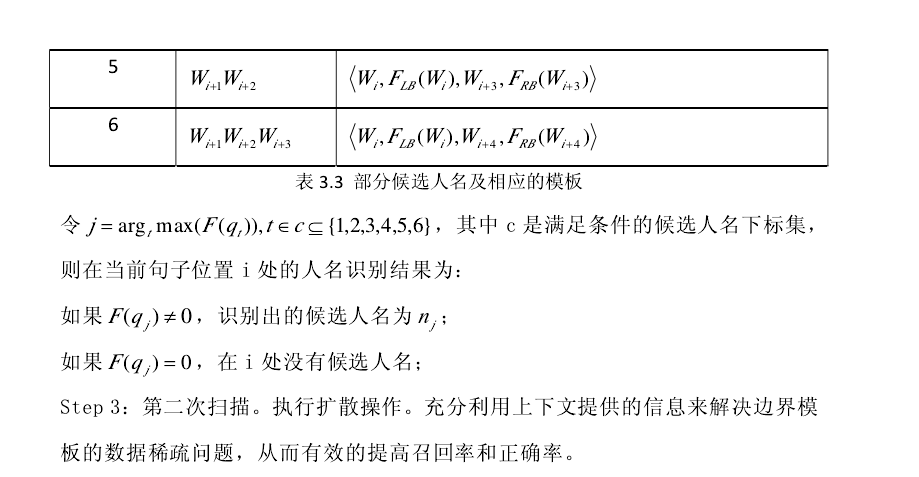 5 W_{i+1}W_{i+2} ⟨W_i, F_{LB}(W_i), W_{i+3}, F_{RB}(W_{i+3})⟩
6 W_{i+1}W_{i+2}W_{i+3} ⟨W_i, F_{LB}(W_i), W_{i+4}, F_{RB}(W_{i+4})⟩
表 3.3 部分候选人名及相应的模板
令 j = arg_t max(F(q_t)), t ∈ c ⊆ {1,2,3,4,5,6}，其中 c 是满足条件的候选人名下标集，
则在当前句子位置 i 处的人名识别结果为：
如果 F(q_j) ≠ 0，识别出的候选人名为 n_j；
如果 F(q_j) = 0，在 i 处没有候选人名；
Step 3：第二次扫描。执行扩散操作。充分利用上下文提供的信息来解决边界模
板的数据稀疏问题，从而有效的提高召回率和正确率。